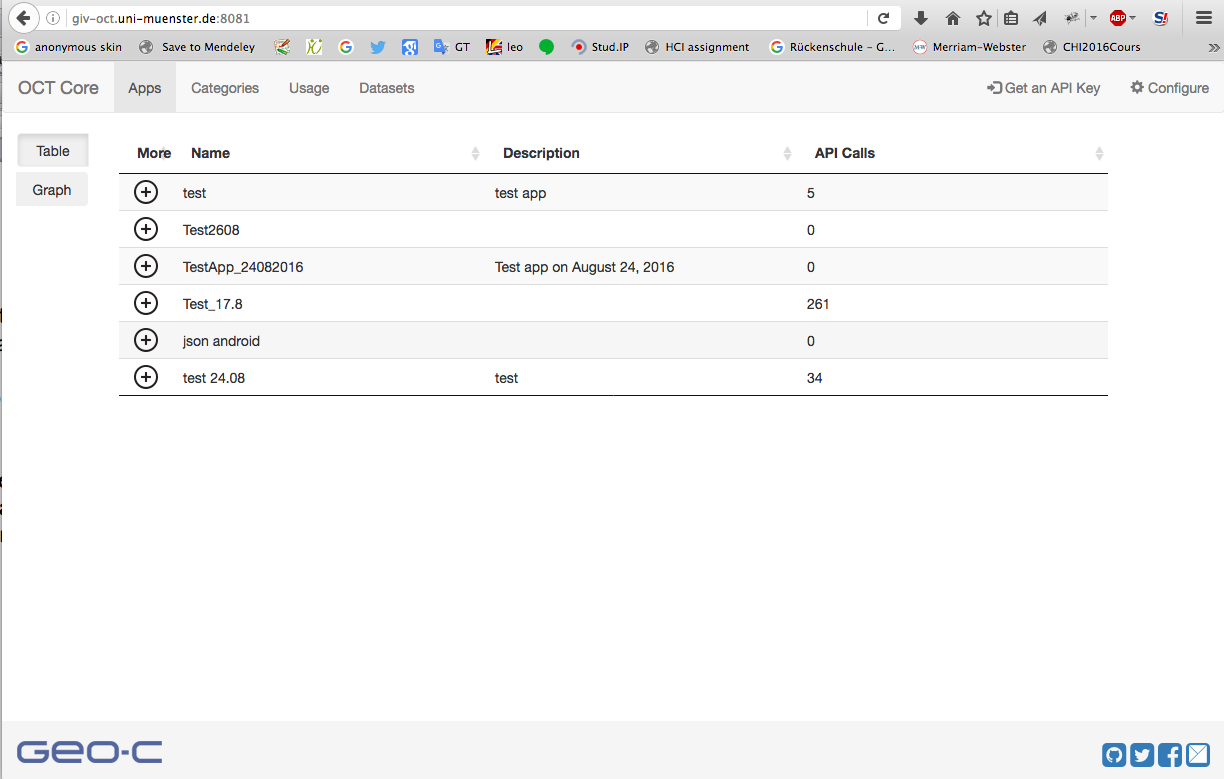 giv-oct.uni-muenster.de:8081
ABP
S!
anonymous skin Save to Mendeley GT leo Stud.IP HCI assignment Rückenschule – G... Merriam-Webster CHI2016Cours
OCT Core Apps Categories Usage Datasets Get an API Key Configure
Table
Graph
More Name Description API Calls
test test app 5
Test2608 0
TestApp_24082016 Test app on August 24, 2016 0
Test_17.8 261
json android 0
test 24.08 test 34
GEO-C